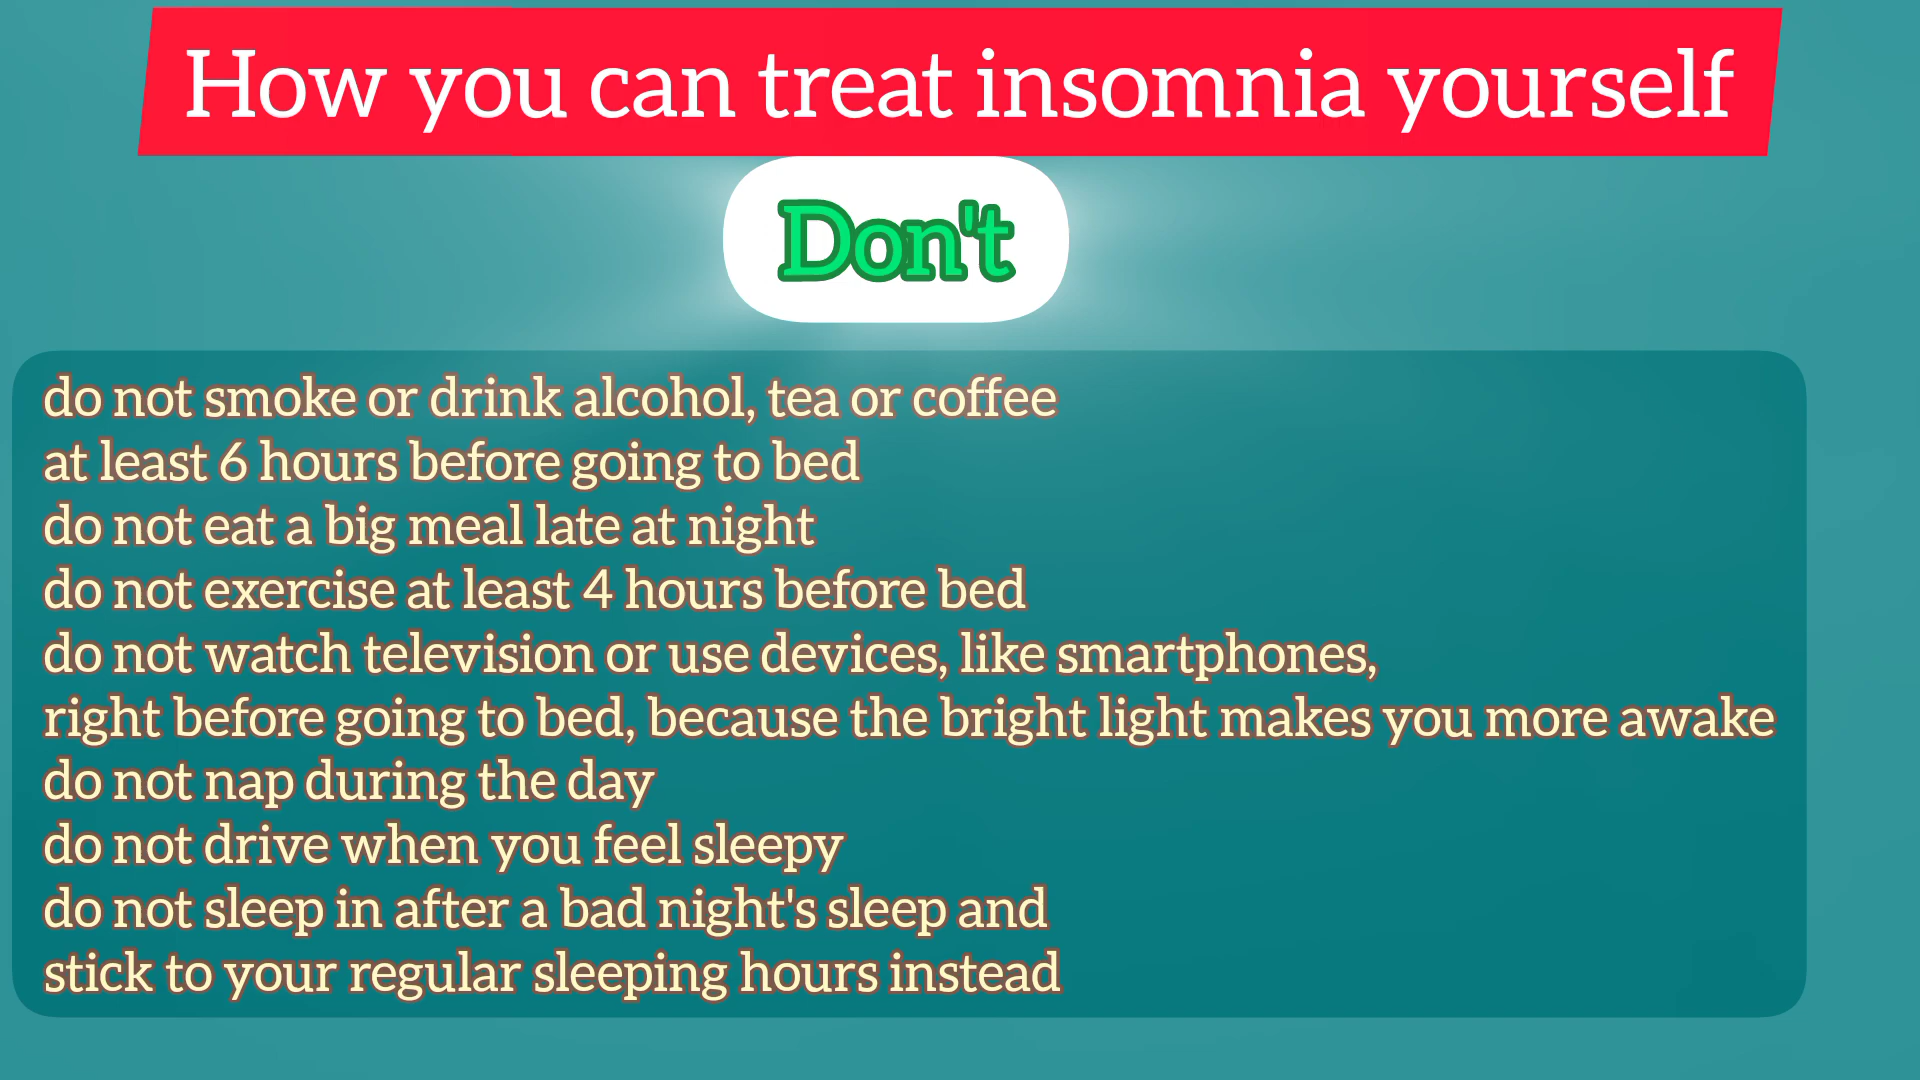 How you can treat insomnia yourself
Don't
do not smoke or drink alcohol, tea or coffee
at least 6 hours before going to bed
do not eat a big meal late at night
do not exercise at least 4 hours before bed
do not watch television or use devices, like smartphones,
right before going to bed, because the bright light makes you more awake
do not nap during the day
do not drive when you feel sleepy
do not sleep in after a bad night's sleep and
stick to your regular sleeping hours instead